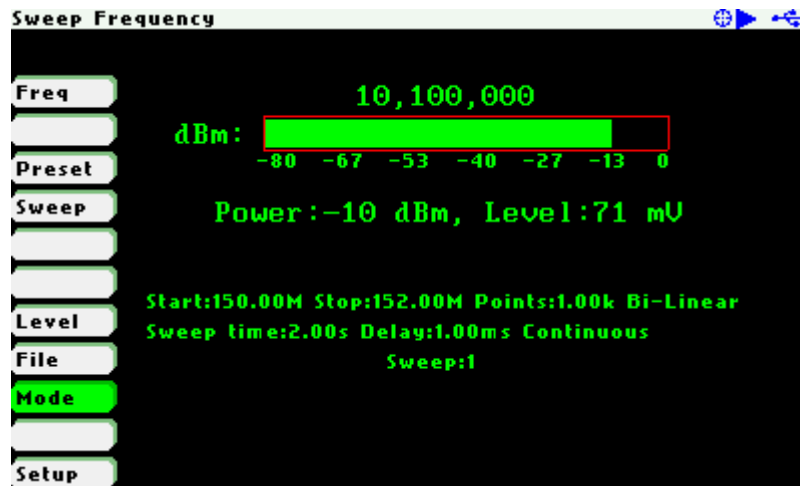 Sweep Frequency
Freq
10,100,000
dBm:
-80 -67 -53 -40 -27 -13 0
Preset
Sweep
Power:-10 dBm, Level:71 mV
Start:150.00M Stop:152.00M Points:1.00k Bi-Linear
Level
Sweep time:2.00s Delay:1.00ms Continuous
File
Sweep:1
Mode
Setup